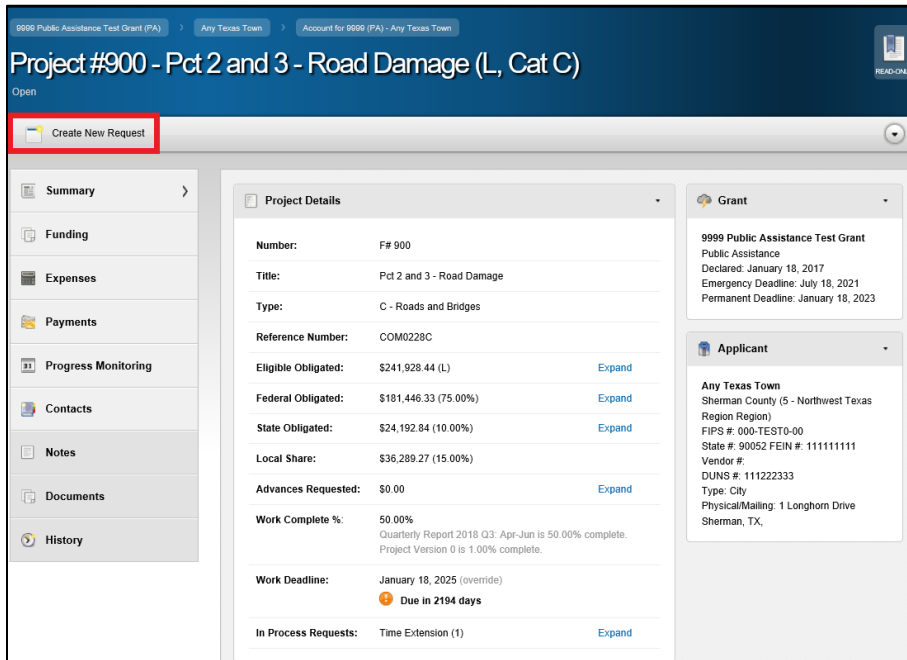 9999 Public Assistance Test Grant (PA)
Any Texas Town
Account for 9999 (PA) - Any Texas Town
Project #900 - Pct 2 and 3 - Road Damage (L, Cat C)
Open
READ-ONL
Create New Request
Summary
Funding
Expenses
Payments
31 Progress Monitoring
Contacts
Notes
Documents
History
Project Details
Number: F# 900
Title: Pct 2 and 3 - Road Damage
Type: C - Roads and Bridges
Reference Number: COM0228C
Eligible Obligated: $241,928.44 (L) Expand
Federal Obligated: $181,446.33 (75.00%) Expand
State Obligated: $24,192.84 (10.00%) Expand
Local Share: $36,289.27 (15.00%)
Advances Requested: $0.00 Expand
Work Complete %: 50.00%
Quarterly Report 2018 Q3: Apr-Jun is 50.00% complete.
Project Version 0 is 1.00% complete.
Work Deadline: January 18, 2025 (override)
Due in 2194 days
In Process Requests: Time Extension (1) Expand
Grant
9999 Public Assistance Test Grant
Public Assistance
Declared: January 18, 2017
Emergency Deadline: July 18, 2021
Permanent Deadline: January 18, 2023
Applicant
Any Texas Town
Sherman County (5 - Northwest Texas
Region Region)
FIPS #: 000-TEST0-00
State #: 90052 FEIN #: 111111111
Vendor #:
DUNS #: 111222333
Type: City
Physical/Mailing: 1 Longhorn Drive
Sherman, TX,